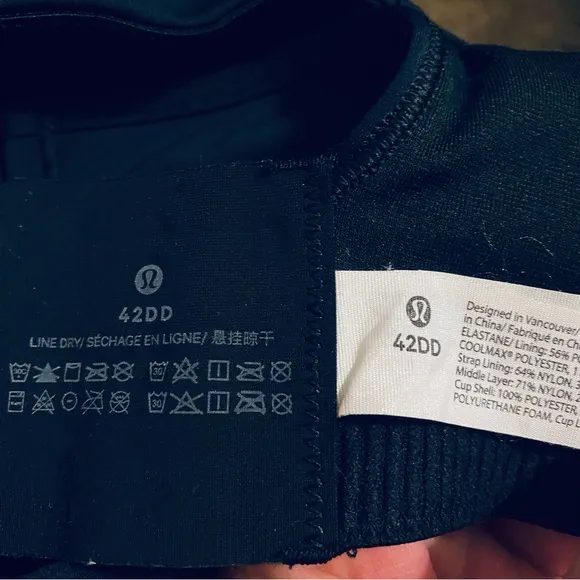 42DD
LINE DRY/ SÉCHAGE EN LIGNE/ 悬挂晾干
30
30
42DD
Designed in Vancouver,
in China/ Fabriqué en Ch
ELASTANE/ Lining: 56% 
COOLMAX® POLYESTER, 1
Strap Lining: 64% NYLON,
Middle Layer: 71% NYLON, 2
Cup Shell: 100% POLYESTER,
POLYURETHANE FOAM, Cup L